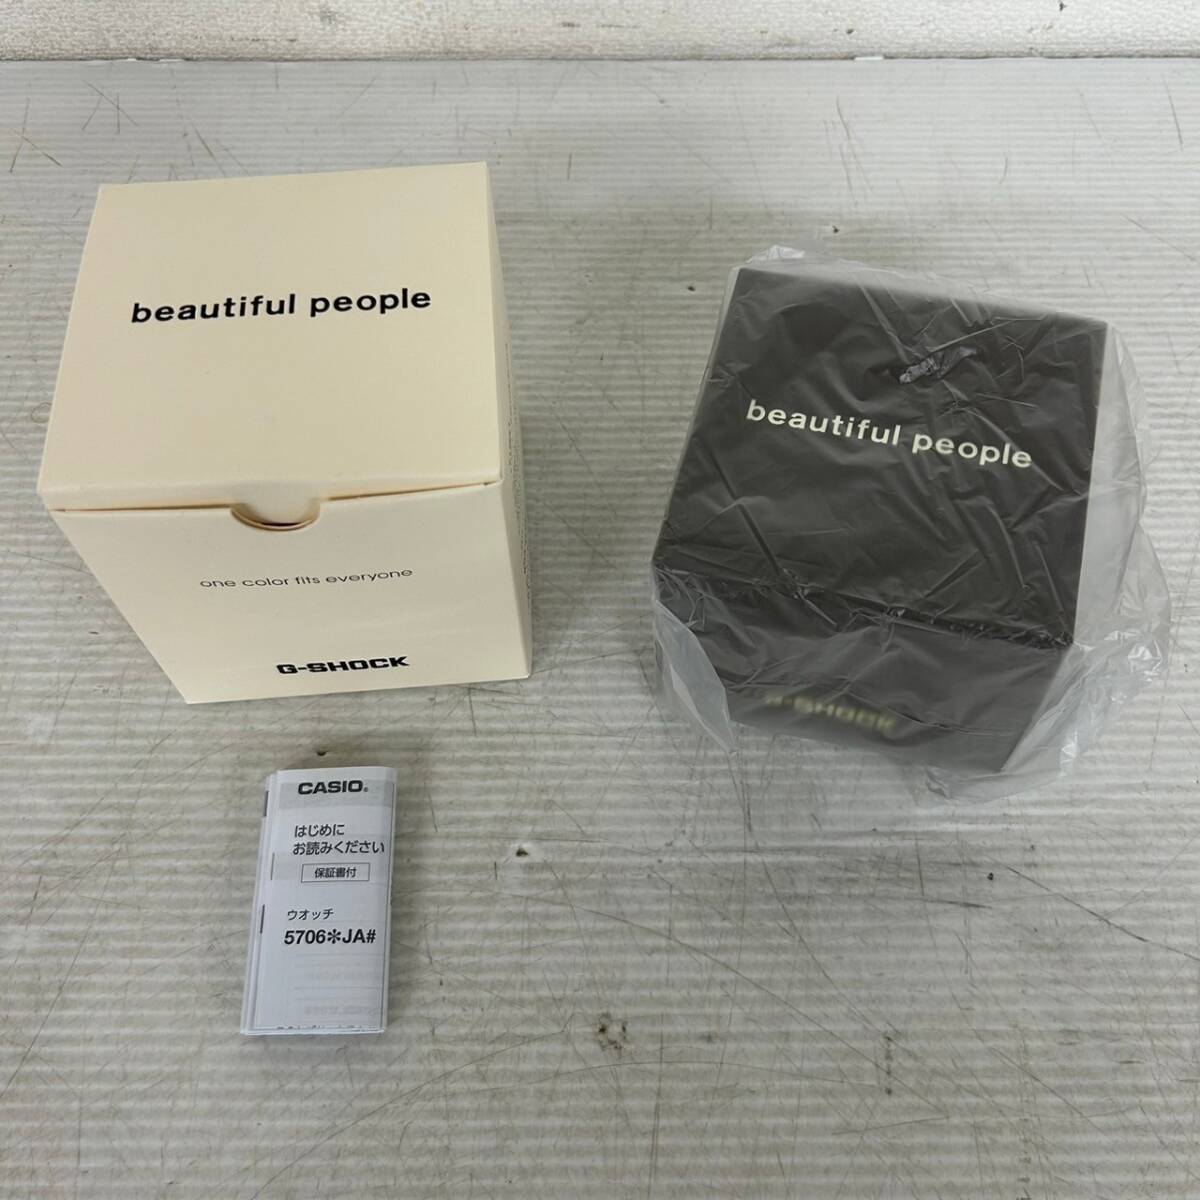 beautiful people
one color fits everyone
G-SHOCK
beautiful people
G-SHOCK
CASIO®
はじめに
お読みください
保証書付
ウオッチ
5706✻JA#